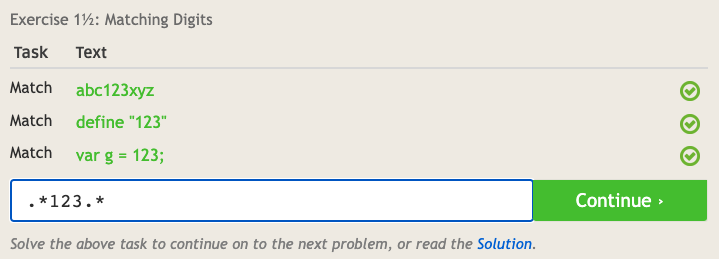 Exercise 1½: Matching Digits
Task Text
Match abc123xyz
Match define "123"
Match var g = 123;
.*123.* Continue ›
Solve the above task to continue on to the next problem, or read the Solution.